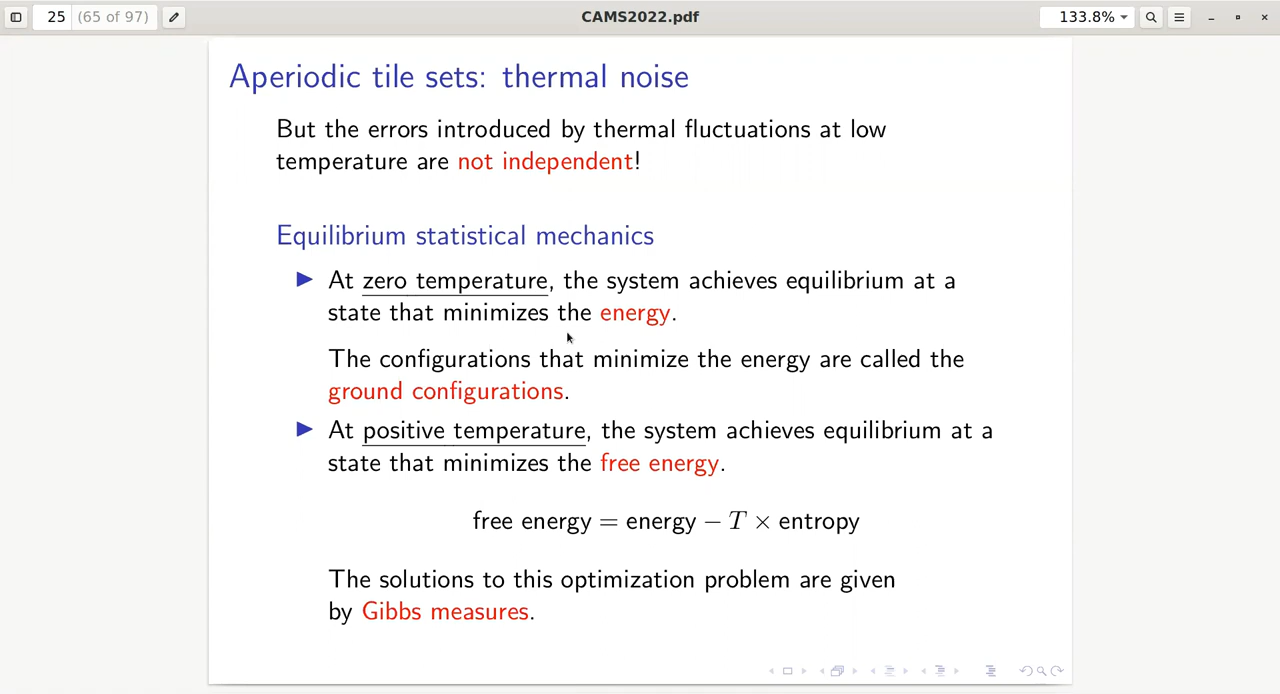 25 (65 of 97)
CAMS2022.pdf
133.8%
Aperiodic tile sets: thermal noise
But the errors introduced by thermal fluctuations at low
temperature are not independent!
Equilibrium statistical mechanics
At zero temperature, the system achieves equilibrium at a
state that minimizes the energy.
The configurations that minimize the energy are called the
ground configurations.
At positive temperature, the system achieves equilibrium at a
state that minimizes the free energy.
free energy = energy − T × entropy
The solutions to this optimization problem are given
by Gibbs measures.